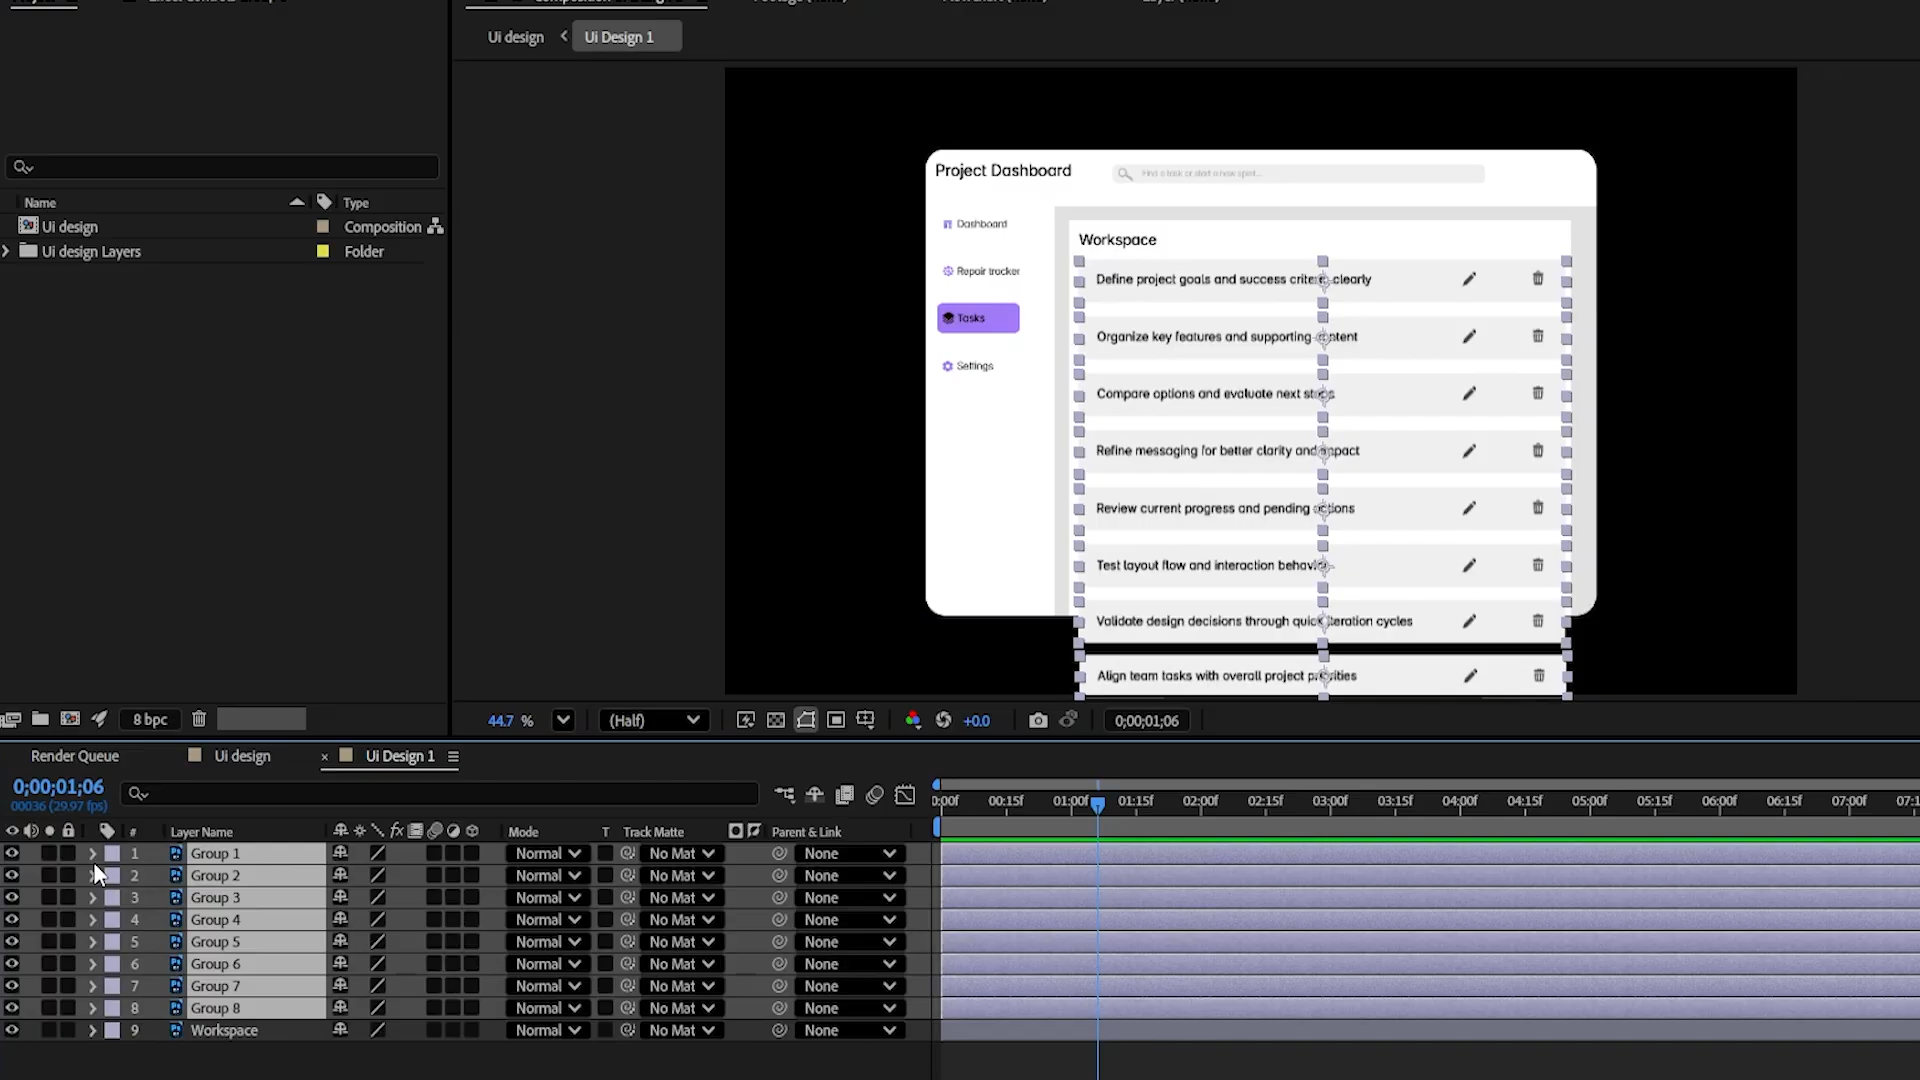 Ui design
Ui Design 1
Project Dashboard
Find a task or start a new sprint...
Dashboard
Repair tracker
Tasks
Settings
Workspace
Define project goals and success criteria clearly
Organize key features and supporting content
Compare options and evaluate next steps
Refine messaging for better clarity and impact
Review current progress and pending actions
Test layout flow and interaction behavior
Validate design decisions through quick iteration cycles
Align team tasks with overall project priorities
Name Type
Ui design Composition
Ui design Layers Folder
8 bpc
44.7 % (Half) +0.0 0;00;01;06
Render Queue Ui design × Ui Design 1
0;00;01;06
00036 (29.97 fps)
0:00f 00:15f 01:00f 01:15f 02:00f 02:15f 03:00f 03:15f 04:00f 04:15f 05:00f 05:15f 06:00f 06:15f 07:00f 07:1
# Layer Name fx Mode T Track Matte Parent & Link
1 Group 1 Normal No Mat None
2 Group 2 Normal No Mat None
3 Group 3 Normal No Mat None
4 Group 4 Normal No Mat None
5 Group 5 Normal No Mat None
6 Group 6 Normal No Mat None
7 Group 7 Normal No Mat None
8 Group 8 Normal No Mat None
9 Workspace Normal No Mat None